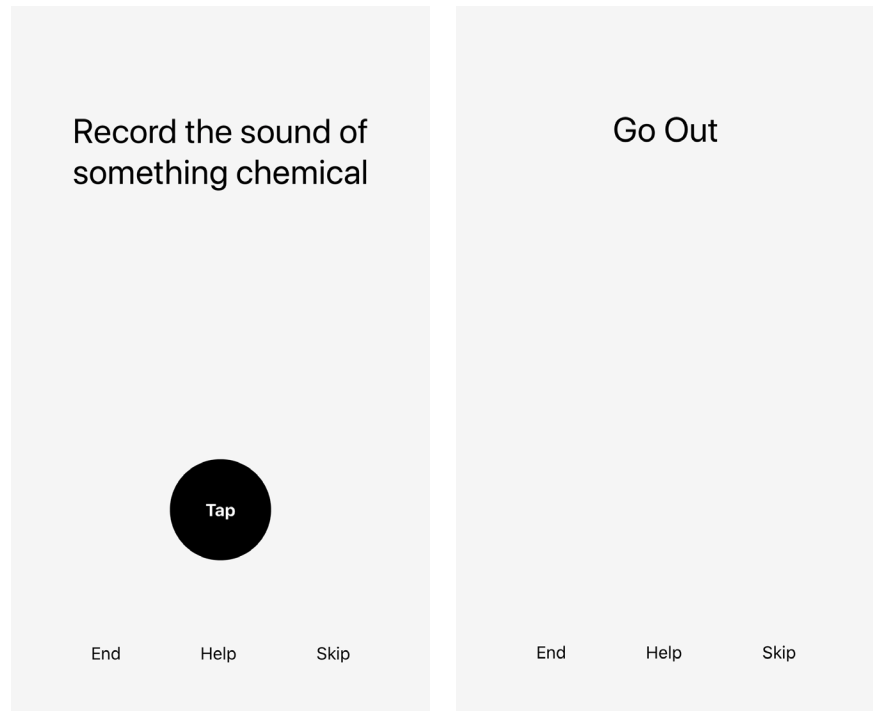 Record the sound of
something chemical
Tap
End Help Skip
Go Out
End Help Skip